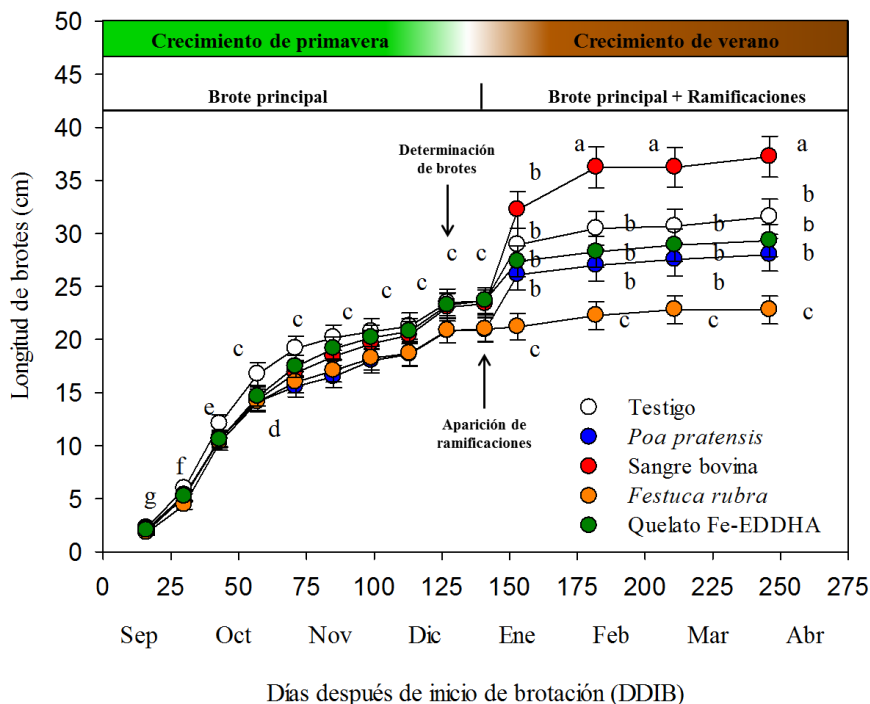 Crecimiento de primavera Crecimiento de verano
Brote principal Brote principal + Ramificaciones
Determinación
de brotes
Longitud de brotes (cm)
50
45
40
35
30
25
20
15
10
5
0
g f e c d c c c c c
b a a a
b b b b
b b b b
b b b b
c c c c
Aparición de
ramificaciones
Testigo
Poa pratensis
Sangre bovina
Festuca rubra
Quelato Fe-EDDHA
0 25 50 75 100 125 150 175 200 225 250 275
Sep Oct Nov Dic Ene Feb Mar Abr
Días después de inicio de brotación (DDIB)